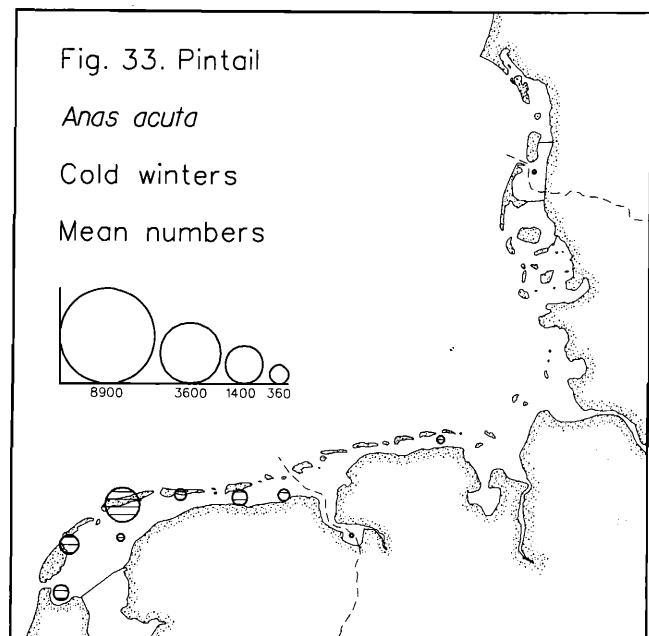 Fig. 33. Pintail
Anas acuta
Cold winters
Mean numbers
8900 3600 1400 360